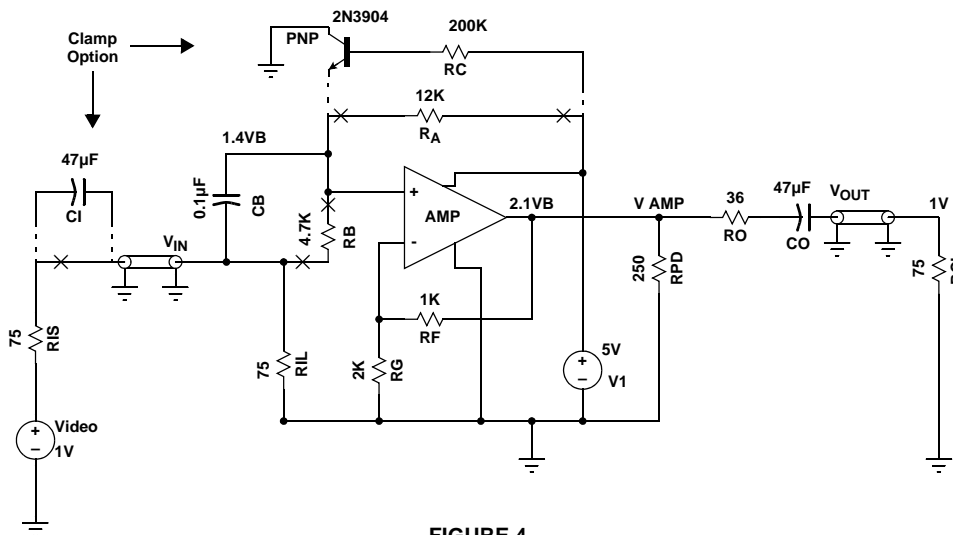 2N3904
PNP
200K
RC
Clamp
Option
12K
RA
1.4VB
47µF
CI
0.1µF
CB
VIN
4.7K
RB
+
-
AMP
2.1VB
V AMP
36
RO
47µF
CO
VOUT
1V
75
250
RPD
1K
RF
2K
RG
75
RIL
75
RIS
+
−
5V
V1
+
−
Video
1V
FIGURE 4